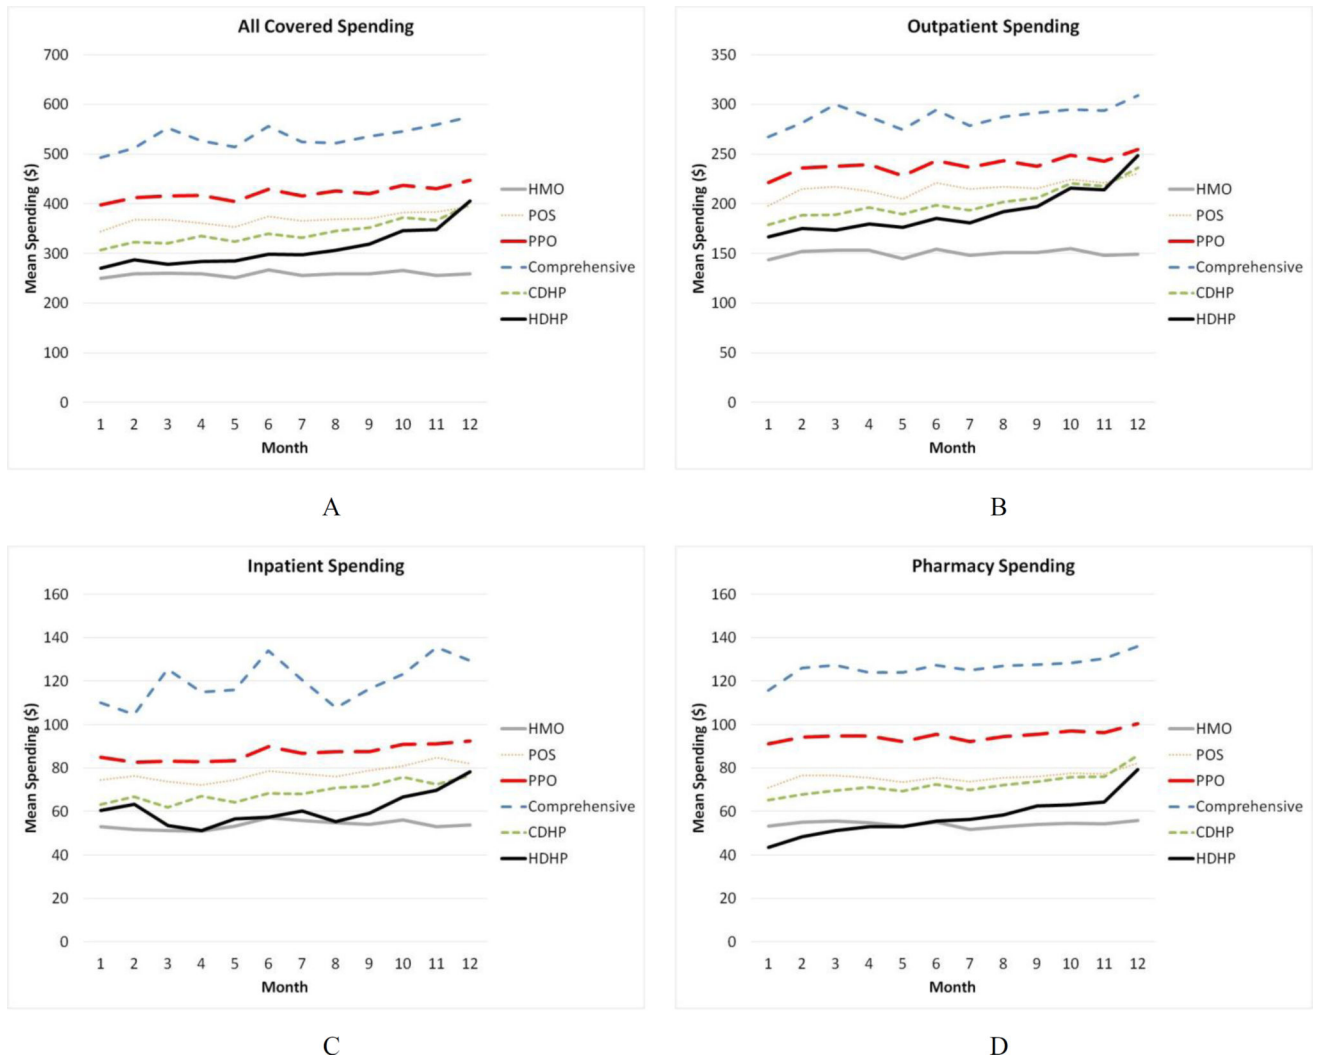 All Covered Spending
700
600
500
400
300
200
100
0
Mean Spending ($)
1 2 3 4 5 6 7 8 9 10 11 12
Month
HMO
POS
PPO
Comprehensive
CDHP
HDHP
A
Outpatient Spending
350
300
250
200
150
100
50
0
Mean Spending ($)
1 2 3 4 5 6 7 8 9 10 11 12
Month
HMO
POS
PPO
Comprehensive
CDHP
HDHP
B
Inpatient Spending
160
140
120
100
80
60
40
20
0
Mean Spending ($)
1 2 3 4 5 6 7 8 9 10 11 12
Month
HMO
POS
PPO
Comprehensive
CDHP
HDHP
C
Pharmacy Spending
160
140
120
100
80
60
40
20
0
Mean Spending ($)
1 2 3 4 5 6 7 8 9 10 11 12
Month
HMO
POS
PPO
Comprehensive
CDHP
HDHP
D